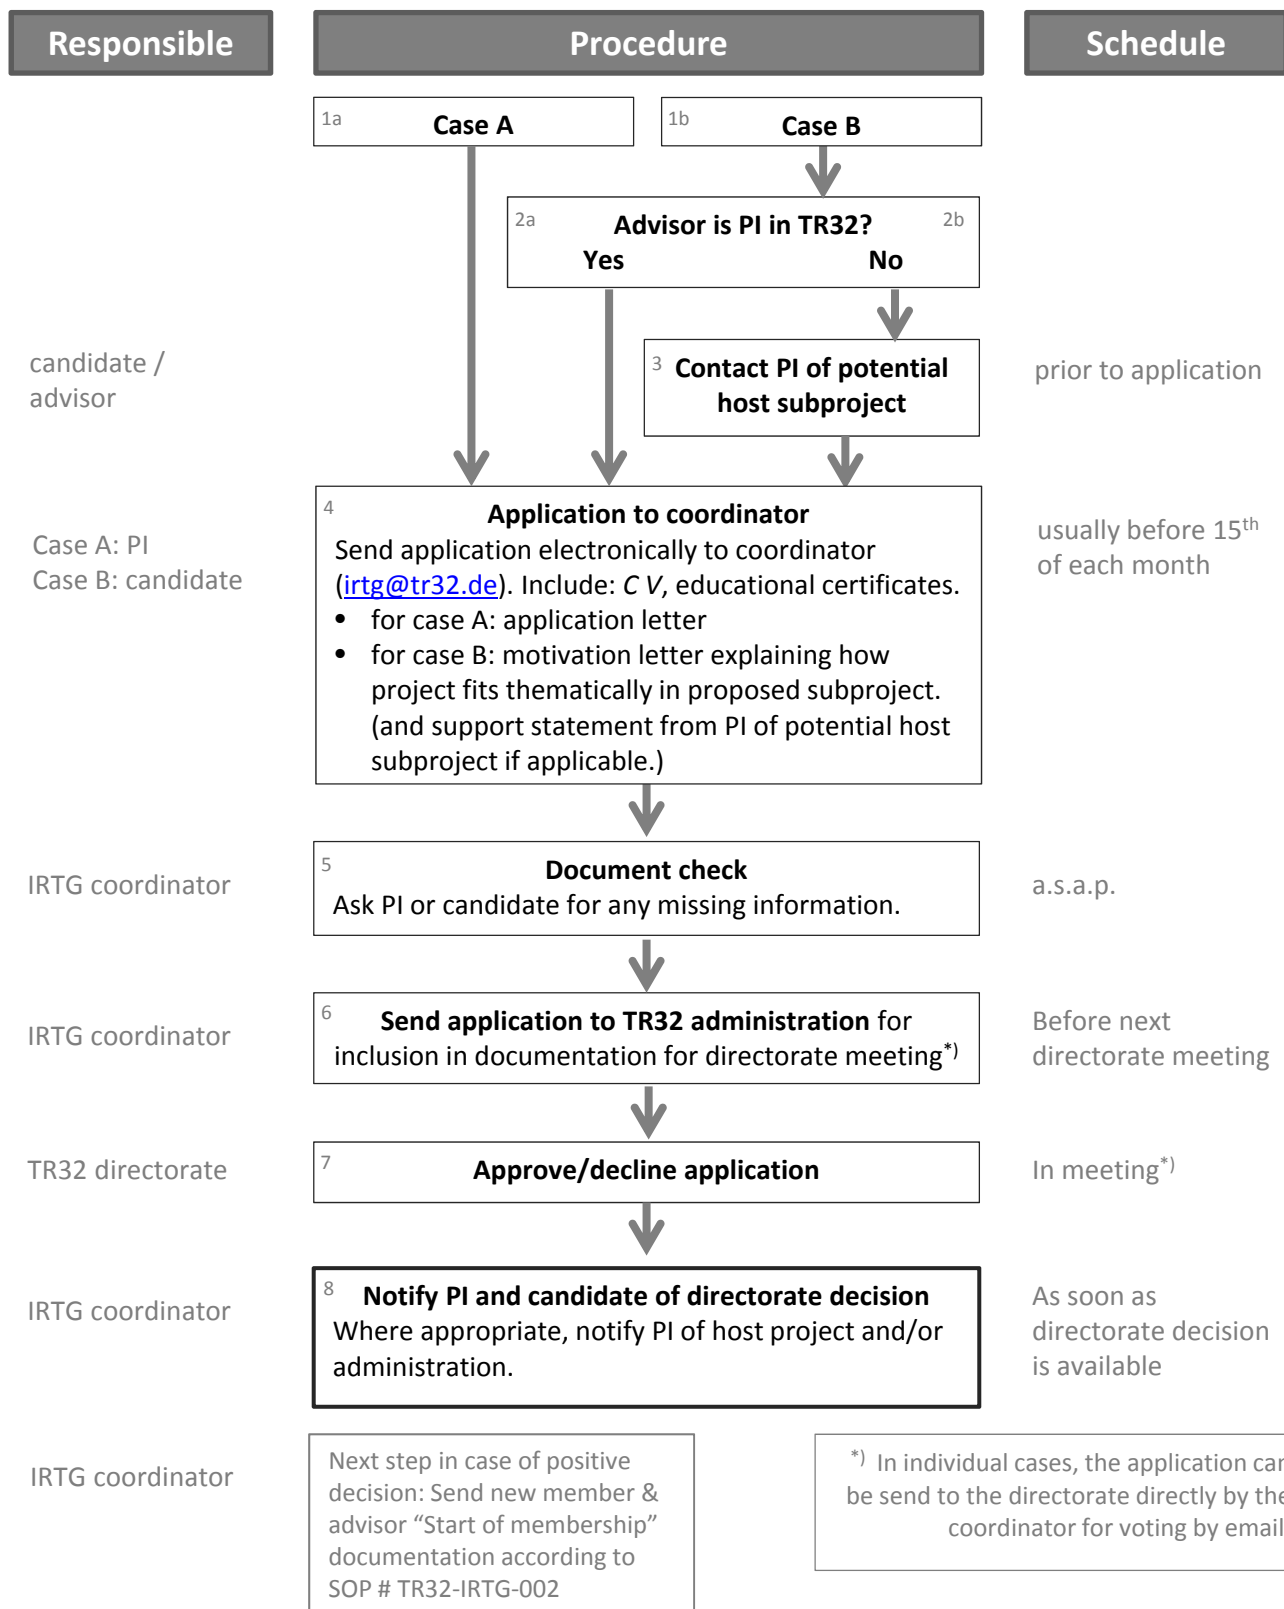 Responsible
Procedure
Schedule
1a
Case A
1b
Case B
2a
Advisor is PI in TR32?
2b
Yes
No
candidate /
advisor
3
Contact PI of potential
host subproject
prior to application
Case A: PI
Case B: candidate
4
Application to coordinator
Send application electronically to coordinator
(irtg@tr32.de). Include: C V, educational certificates.
• for case A: application letter
• for case B: motivation letter explaining how
project fits thematically in proposed subproject.
(and support statement from PI of potential host
subproject if applicable.)
usually before 15th
of each month
IRTG coordinator
5
Document check
Ask PI or candidate for any missing information.
a.s.a.p.
IRTG coordinator
6
Send application to TR32 administration for
inclusion in documentation for directorate meeting*)
Before next
directorate meeting
TR32 directorate
7
Approve/decline application
In meeting*)
IRTG coordinator
8
Notify PI and candidate of directorate decision
Where appropriate, notify PI of host project and/or
administration.
As soon as
directorate decision
is available
IRTG coordinator
Next step in case of positive
decision: Send new member &
advisor “Start of membership”
documentation according to
SOP # TR32-IRTG-002
*) In individual cases, the application can
be send to the directorate directly by the
coordinator for voting by email